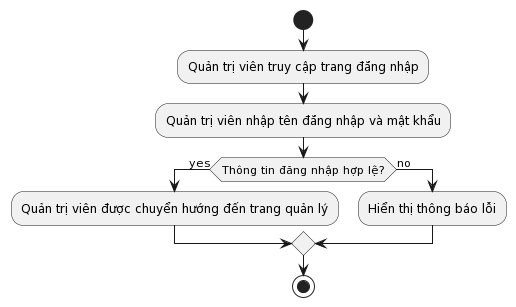 Quản trị viên truy cập trang đăng nhập
Quản trị viên nhập tên đăng nhập và mật khẩu
yes
Thông tin đăng nhập hợp lệ?
no
Quản trị viên được chuyển hướng đến trang quản lý
Hiển thị thông báo lỗi